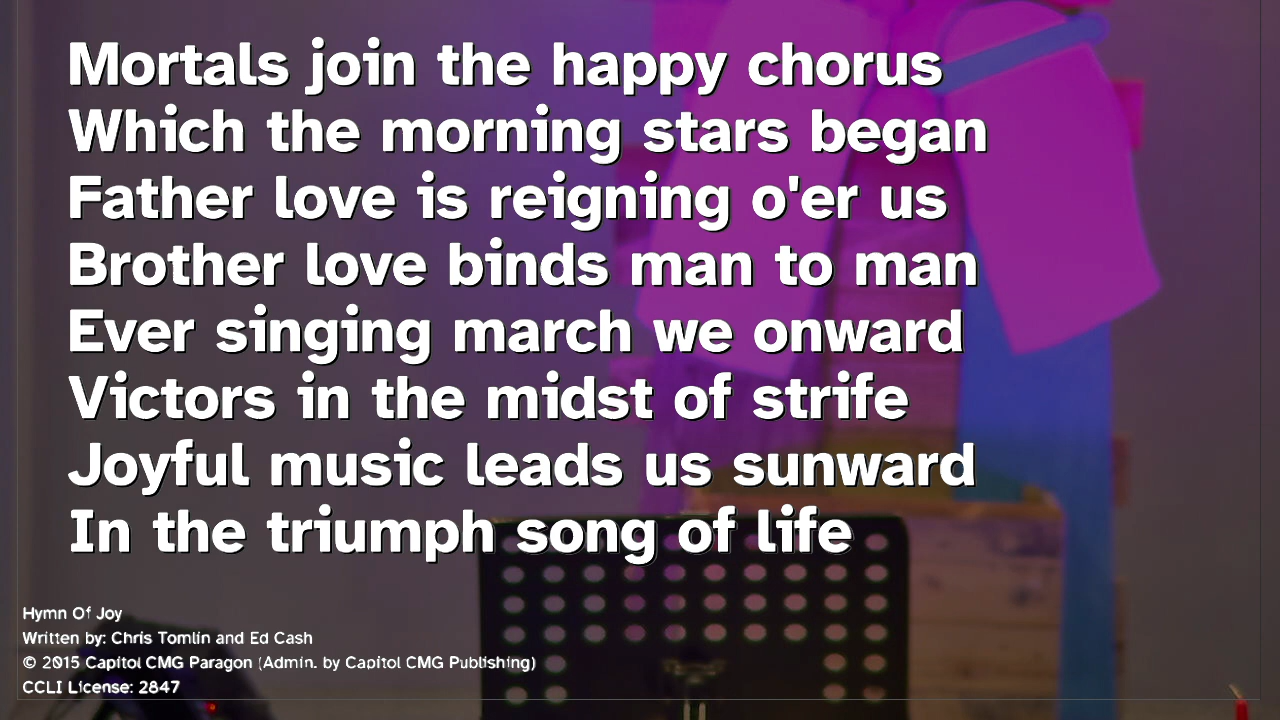 Mortals join the happy chorus
Which the morning stars began
Father love is reigning o'er us
Brother love binds man to man
Ever singing march we onward
Victors in the midst of strife
Joyful music leads us sunward
In the triumph song of life
Hymn Of Joy
Written by: Chris Tomlin and Ed Cash
© 2015 Capitol CMG Paragon (Admin. by Capitol CMG Publishing)
CCLI License: 2847